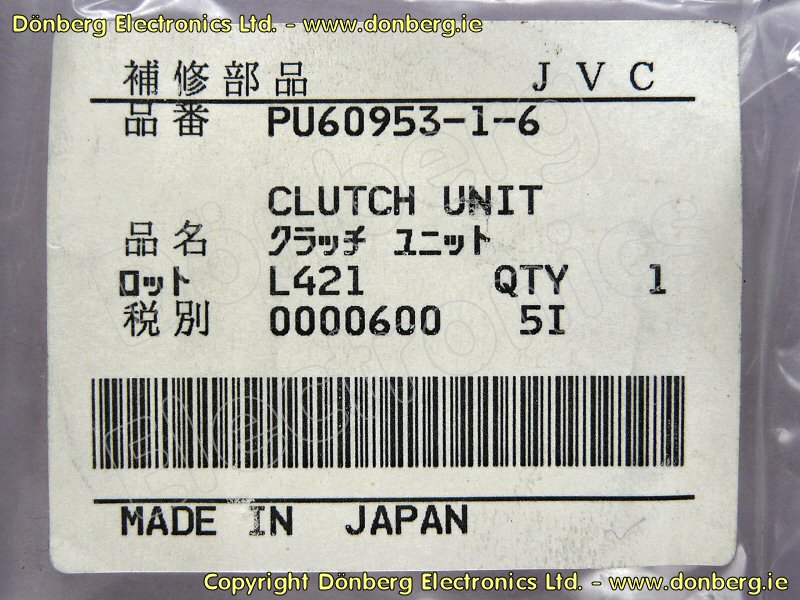 Dönberg Electronics Ltd. - www.donberg.ie
補修部品 JVC
品番 PU60953-1-6
CLUTCH UNIT
品名 クラッチ ユニット
ロット L421 QTY 1
税別 0000600 5I
MADE IN JAPAN
Dönberg Electronics
Copyright Dönberg Electronics Ltd. - www.donberg.ie